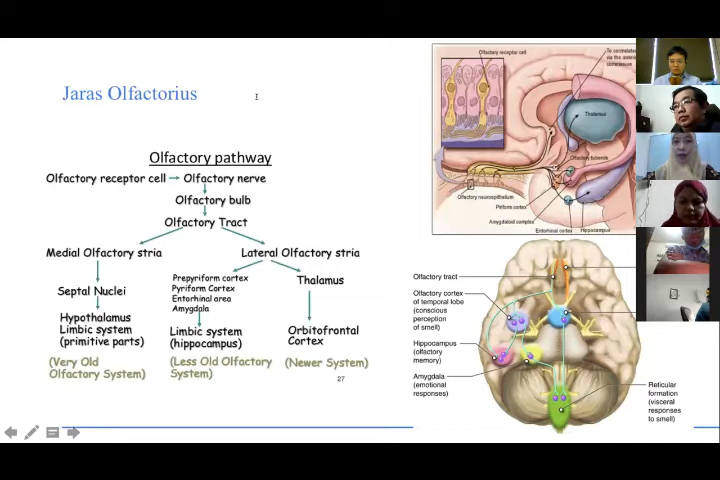 Jaras Olfactorius
Olfactory pathway
Olfactory receptor cell → Olfactory nerve
Olfactory bulb
Olfactory Tract
Medial Olfactory stria
Lateral Olfactory stria
Septal Nuclei
Prepyriform cortex
Pyriform Cortex
Entorhinal area
Amygdala
Thalamus
Hypothalamus
Limbic system
(primitive parts)
Limbic system
(hippocampus)
Orbitofrontal
Cortex
(Very Old
Olfactory System)
(Less Old Olfactory
System)
(Newer System)
27
Olfactory receptor cell
via the
Thalamus
Olfactory
Olfactory neuroepithelium
Piriform cortex
Amygdaloid complex
Entorhinal cortex
Hippocampus
Olfactory tract
Olfactory cortex
of temporal lobe
(conscious
perception
of smell)
Hippocampus
(olfactory
memory)
Amygdala
(emotional
responses)
Reticular
formation
(visceral
responses
to smell)